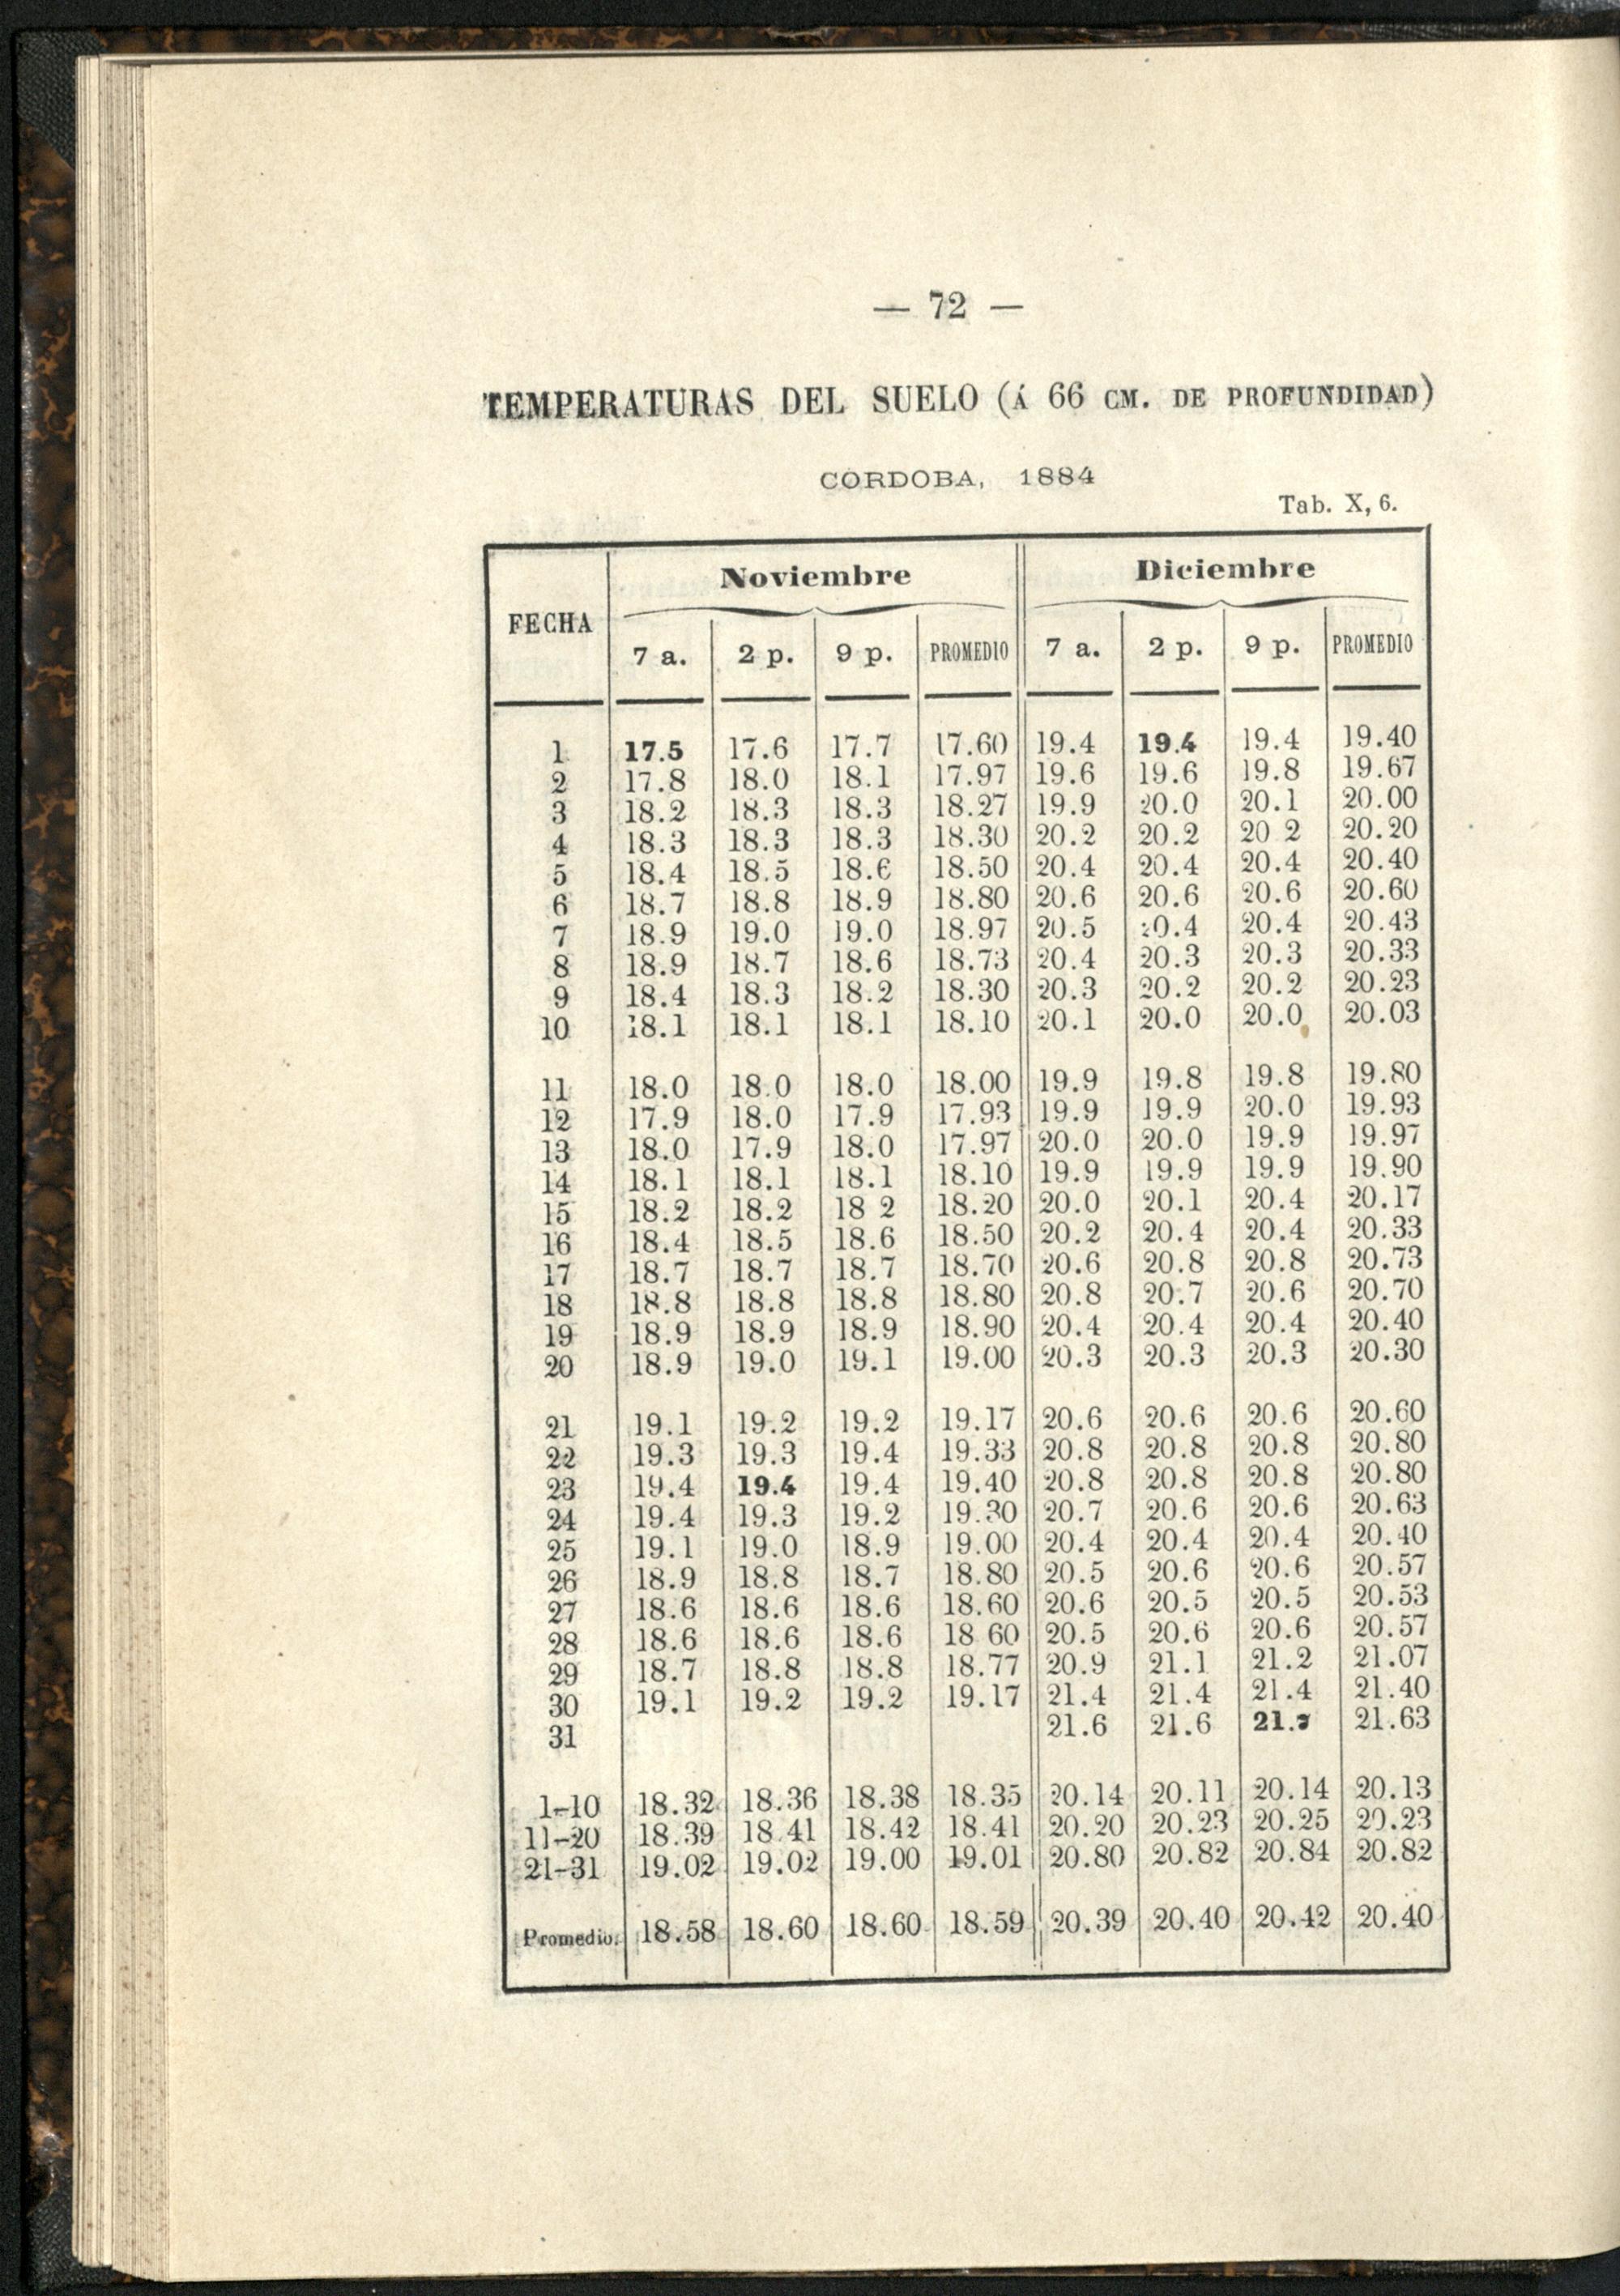 — 72 —
TEMPERATURAS DEL SUELO (Á 66 CM. DE PROFUNDIDAD)
CÓRDOBA, 1884
Tab. X, 6.
FECHA Noviembre Diciembre
7 a. 2 p. 9 p. PROMEDIO 7 a. 2 p. 9 p. PROMEDIO
1 17.5 17.6 17.7 17.60 19.4 19.4 19.4 19.40
2 17.8 18.0 18.1 17.97 19.6 19.6 19.8 19.67
3 18.2 18.3 18.3 18.27 19.9 20.0 20.1 20.00
4 18.3 18.3 18.3 18.30 20.2 20.2 20 2 20.20
5 18.4 18.5 18.6 18.50 20.4 20.4 20.4 20.40
6 18.7 18.8 18.9 18.80 20.6 20.6 20.6 20.60
7 18.9 19.0 19.0 18.97 20.5 20.4 20.4 20.43
8 18.9 18.7 18.6 18.73 20.4 20.3 20.3 20.33
9 18.4 18.3 18.2 18.30 20.3 20.2 20.2 20.23
10 18.1 18.1 18.1 18.10 20.1 20.0 20.0 20.03
11 18.0 18.0 18.0 18.00 19.9 19.8 19.8 19.80
12 17.9 18.0 17.9 17.93 19.9 19.9 20.0 19.93
13 18.0 17.9 18.0 17.97 20.0 20.0 19.9 19.97
14 18.1 18.1 18.1 18.10 19.9 19.9 19.9 19.90
15 18.2 18.2 18 2 18.20 20.0 20.1 20.4 20.17
16 18.4 18.5 18.6 18.50 20.2 20.4 20.4 20.33
17 18.7 18.7 18.7 18.70 20.6 20.8 20.8 20.73
18 18.8 18.8 18.8 18.80 20.8 20.7 20.6 20.70
19 18.9 18.9 18.9 18.90 20.4 20.4 20.4 20.40
20 18.9 19.0 19.1 19.00 20.3 20.3 20.3 20.30
21 19.1 19.2 19.2 19.17 20.6 20.6 20.6 20.60
22 19.3 19.3 19.4 19.33 20.8 20.8 20.8 20.80
23 19.4 19.4 19.4 19.40 20.8 20.8 20.8 20.80
24 19.4 19.3 19.2 19.30 20.7 20.6 20.6 20.63
25 19.1 19.0 18.9 19.00 20.4 20.4 20.4 20.40
26 18.9 18.8 18.7 18.80 20.5 20.6 20.6 20.57
27 18.6 18.6 18.6 18.60 20.6 20.5 20.5 20.53
28 18.6 18.6 18.6 18 60 20.5 20.6 20.6 20.57
29 18.7 18.8 18.8 18.77 20.9 21.1 21.2 21.07
30 19.1 19.2 19.2 19.17 21.4 21.4 21.4 21.40
31 21.6 21.6 21.7 21.63
1-10 18.32 18.36 18.38 18.35 20.14 20.11 20.14 20.13
11-20 18.39 18.41 18.42 18.41 20.20 20.23 20.25 20.23
21-31 19.02 19.02 19.00 19.01 20.80 20.82 20.84 20.82
Promedio. 18.58 18.60 18.60 18.59 20.39 20.40 20.42 20.40